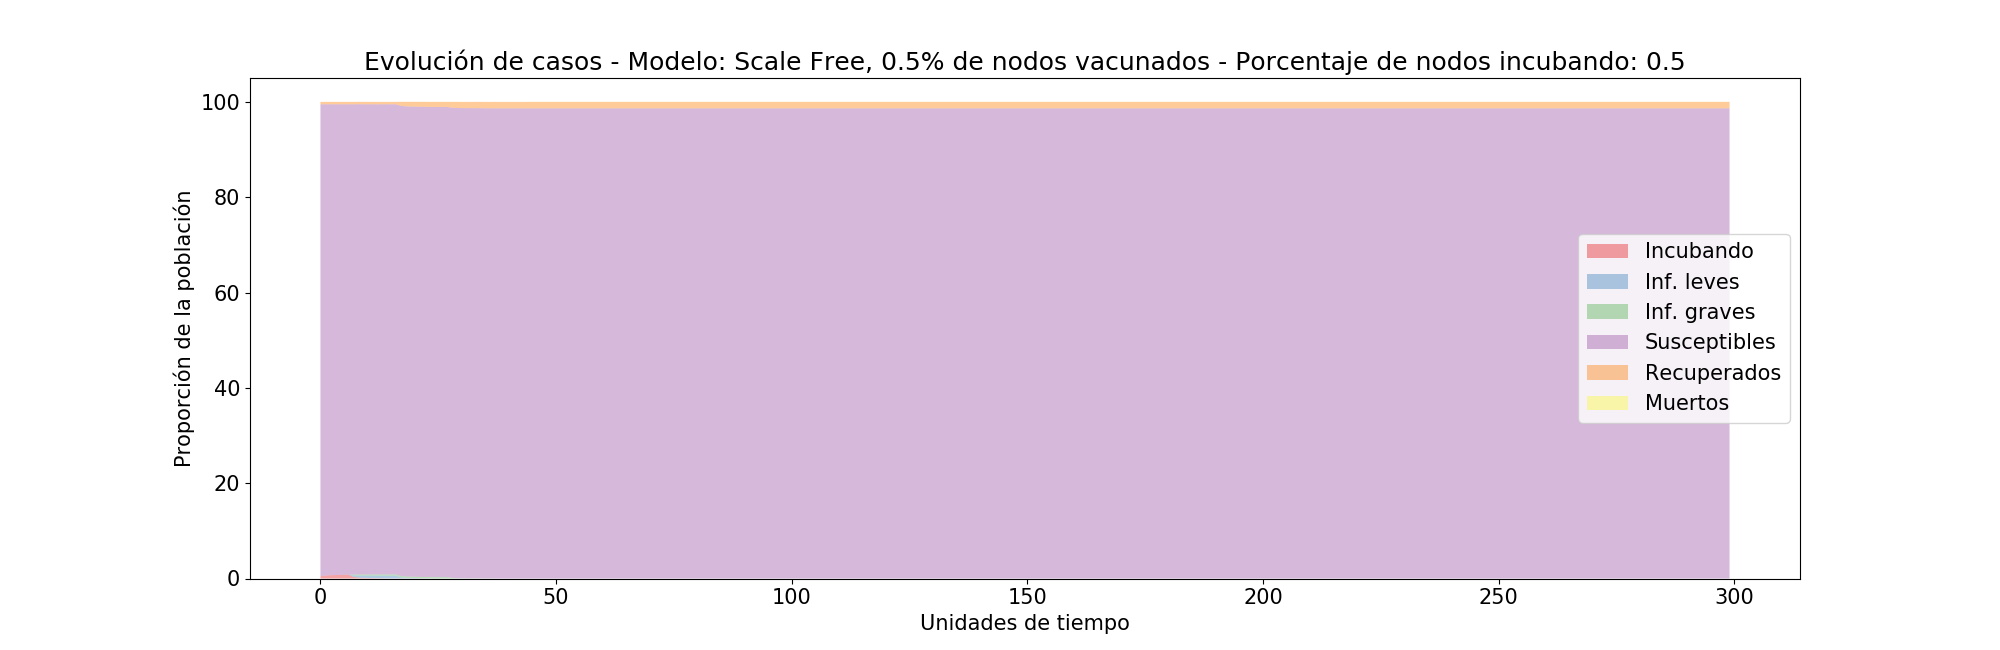 Evolución de casos - Modelo: Scale Free, 0.5% de nodos vacunados - Porcentaje de nodos incubando: 0.5
Proporción de la población
100
80
60
40
20
0
Incubando
Inf. leves
Inf. graves
Susceptibles
Recuperados
Muertos
0 50 100 150 200 250 300
Unidades de tiempo